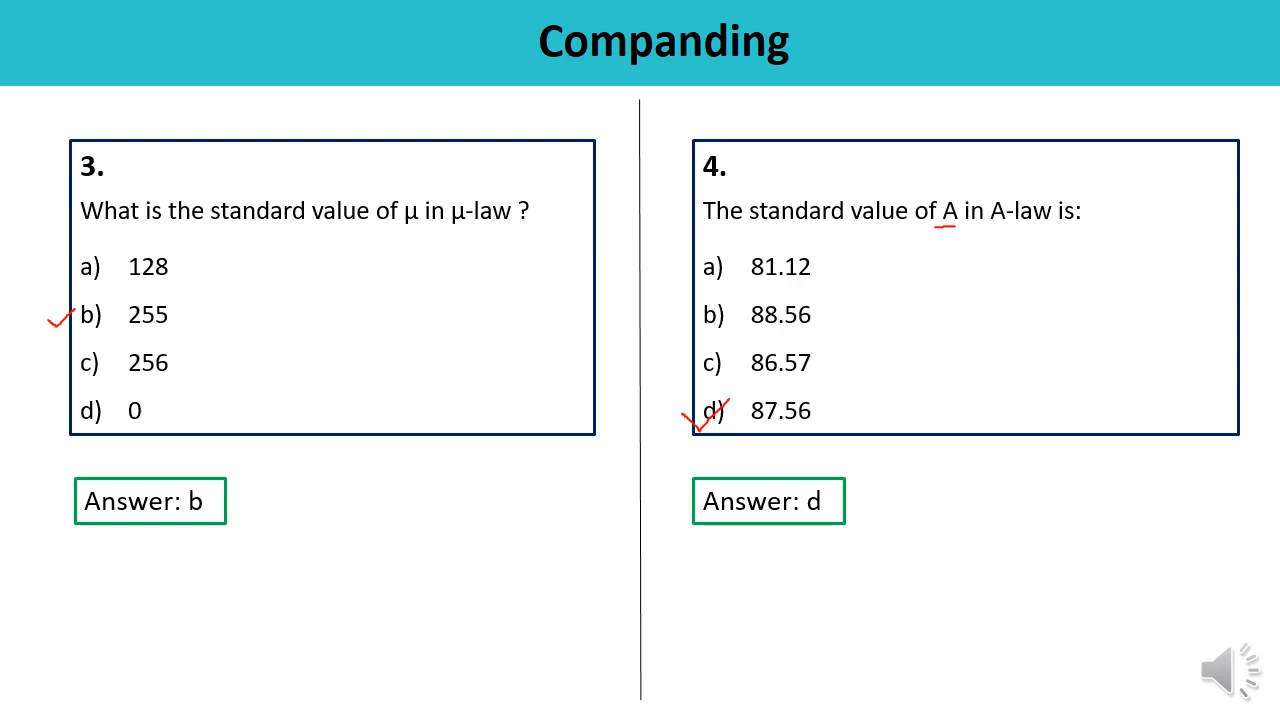 Companding
3.
What is the standard value of μ in μ-law ?
a) 128
b) 255
c) 256
d) 0
Answer: b
4.
The standard value of A in A-law is:
a) 81.12
b) 88.56
c) 86.57
d) 87.56
Answer: d